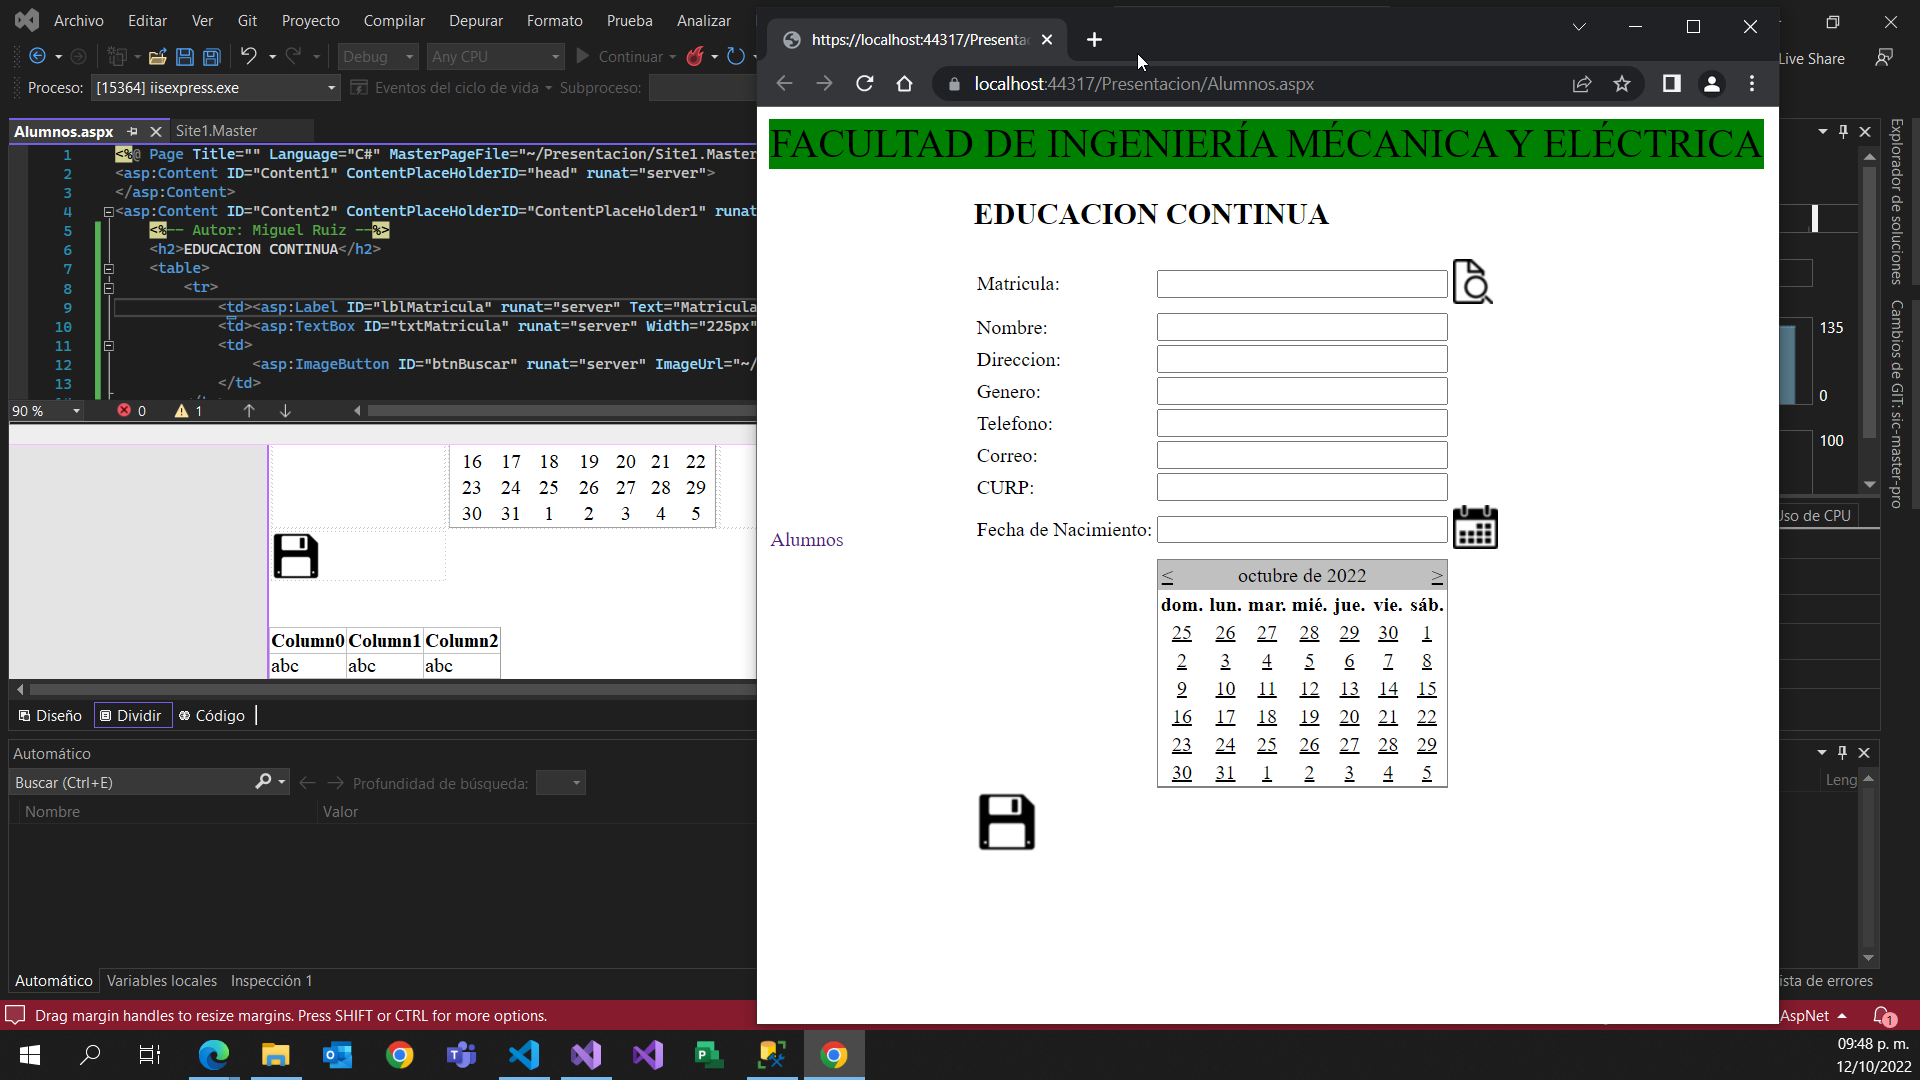 Archivo Editar Ver Git Proyecto Compilar Depurar Formato Prueba Analizar
Debug Any CPU Continuar Live Share
Proceso: [15364] iisexpress.exe Eventos del ciclo de vida Subproceso:
Alumnos.aspx Site1.Master
1 <%@ Page Title="" Language="C#" MasterPageFile="~/Presentacion/Site1.Master
2 <asp:Content ID="Content1" ContentPlaceHolderID="head" runat="server">
3 </asp:Content>
4 <asp:Content ID="Content2" ContentPlaceHolderID="ContentPlaceHolder1" runat
5 <%-- Autor: Miguel Ruiz --%>
6 <h2>EDUCACION CONTINUA</h2>
7 <table>
8 <tr>
9 <td><asp:Label ID="lblMatricula" runat="server" Text="Matricula
10 <td><asp:TextBox ID="txtMatricula" runat="server" Width="225px"
11 <td>
12 <asp:ImageButton ID="btnBuscar" runat="server" ImageUrl="~/
13 </td>
90 % 0 1
16 17 18 19 20 21 22
23 24 25 26 27 28 29
30 31 1 2 3 4 5
Column0 Column1 Column2
abc abc abc
Diseño Dividir Código
Automático
Buscar (Ctrl+E) Profundidad de búsqueda:
Nombre Valor
Automático Variables locales Inspección 1
Drag margin handles to resize margins. Press SHIFT or CTRL for more options.
https://localhost:44317/Presenta
localhost:44317/Presentacion/Alumnos.aspx
FACULTAD DE INGENIERÍA MÉCANICA Y ELÉCTRICA
EDUCACION CONTINUA
Matricula:
Nombre:
Direccion:
Genero:
Telefono:
Correo:
CURP:
Fecha de Nacimiento:
Alumnos
< octubre de 2022 >
dom. lun. mar. mié. jue. vie. sáb.
25 26 27 28 29 30 1
2 3 4 5 6 7 8
9 10 11 12 13 14 15
16 17 18 19 20 21 22
23 24 25 26 27 28 29
30 31 1 2 3 4 5
Explorador de soluciones
Cambios de GIT: sic-master-pro
135
0
100
Uso de CPU
Leng
ista de errores
AspNet 1
09:48 p. m.
12/10/2022